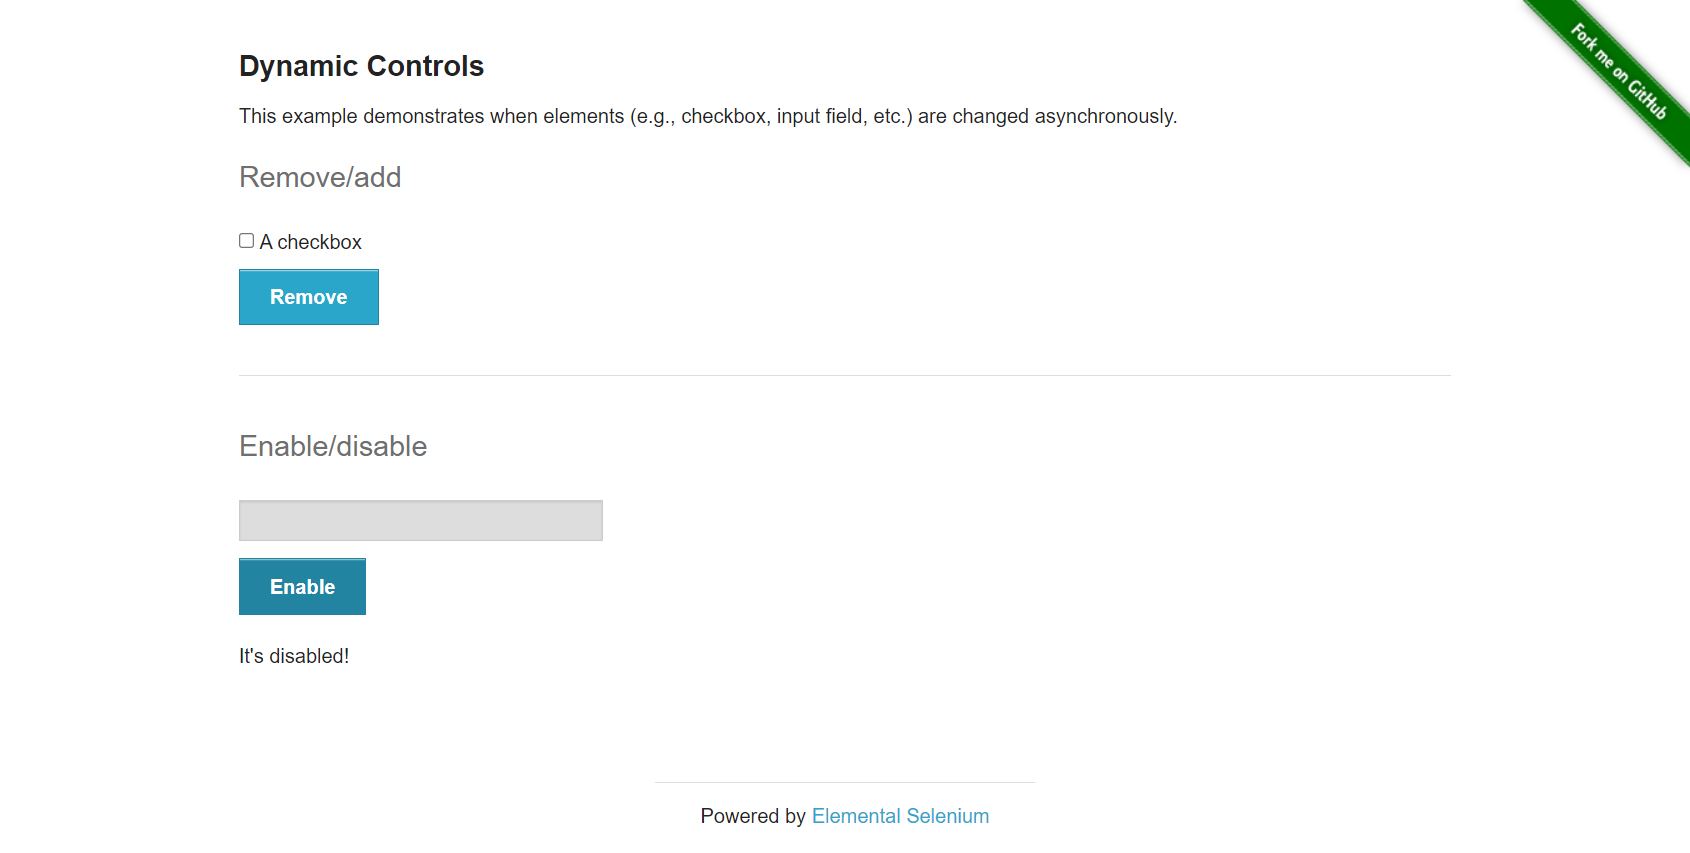 Fork me on GitHub
Dynamic Controls
This example demonstrates when elements (e.g., checkbox, input field, etc.) are changed asynchronously.
Remove/add
A checkbox
Remove
Enable/disable
Enable
It's disabled!
Powered by Elemental Selenium